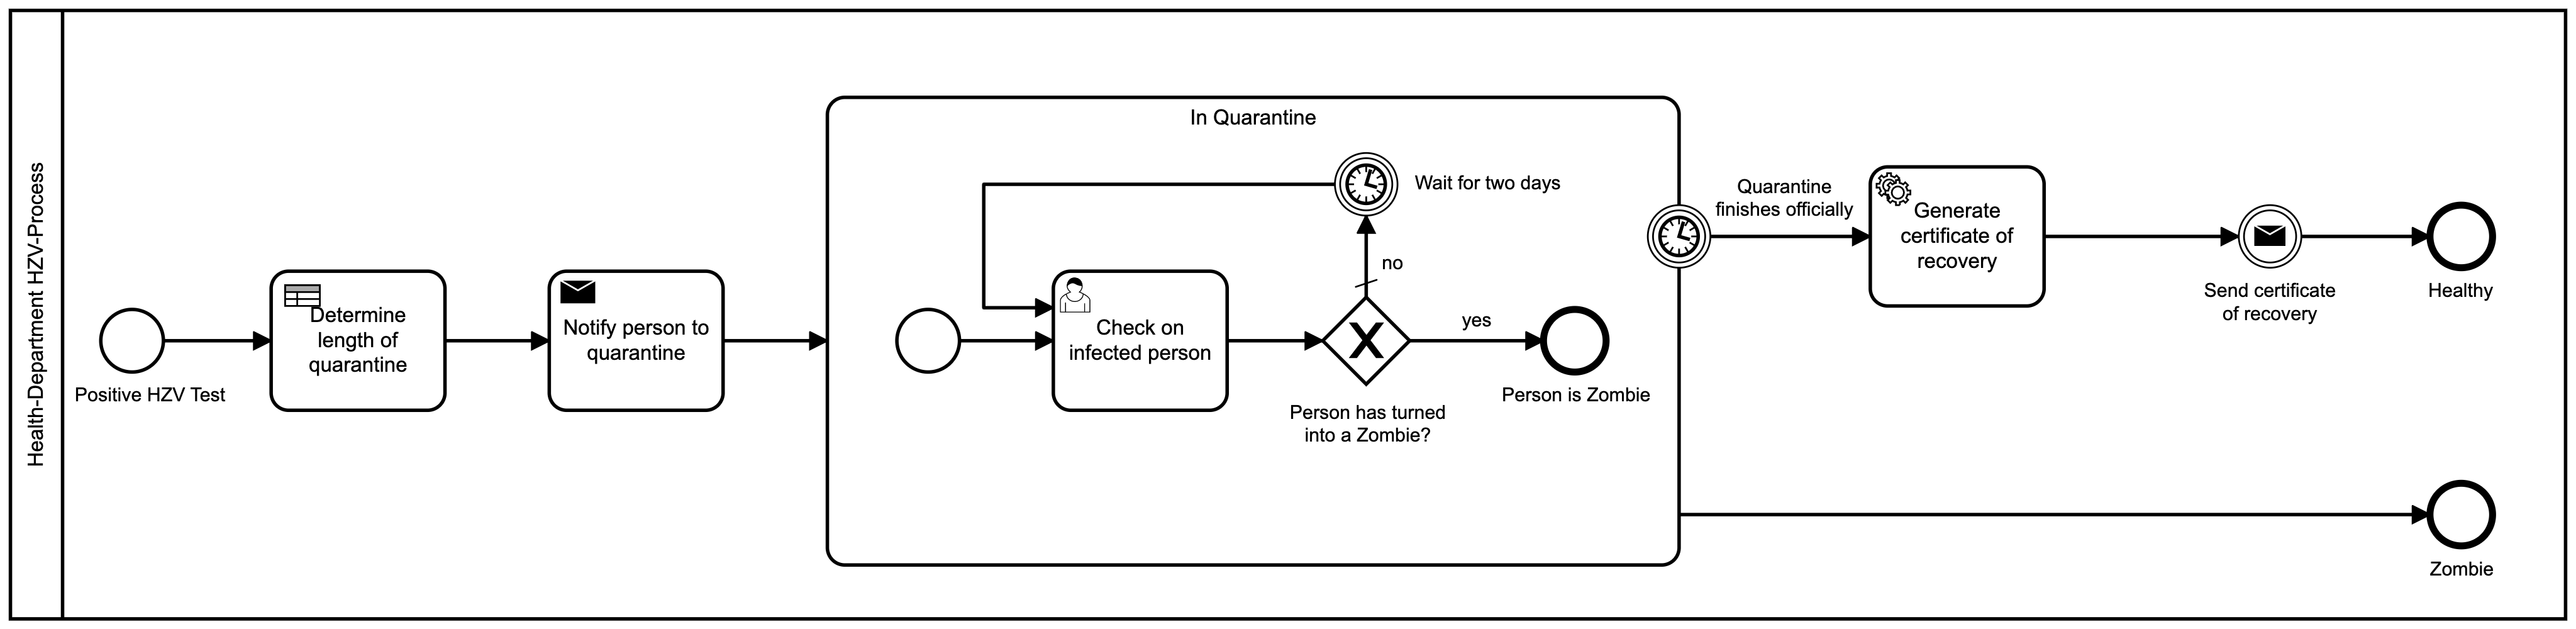 Health-Department HZV-Process
Positive HZV Test
Determine
length of
quarantine
Notify person to
quarantine
In Quarantine
Check on
infected person
Wait for two days
no
yes
Person has turned
into a Zombie?
Person is Zombie
Quarantine
finishes officially
Generate
certificate of
recovery
Send certificate
of recovery
Healthy
Zombie